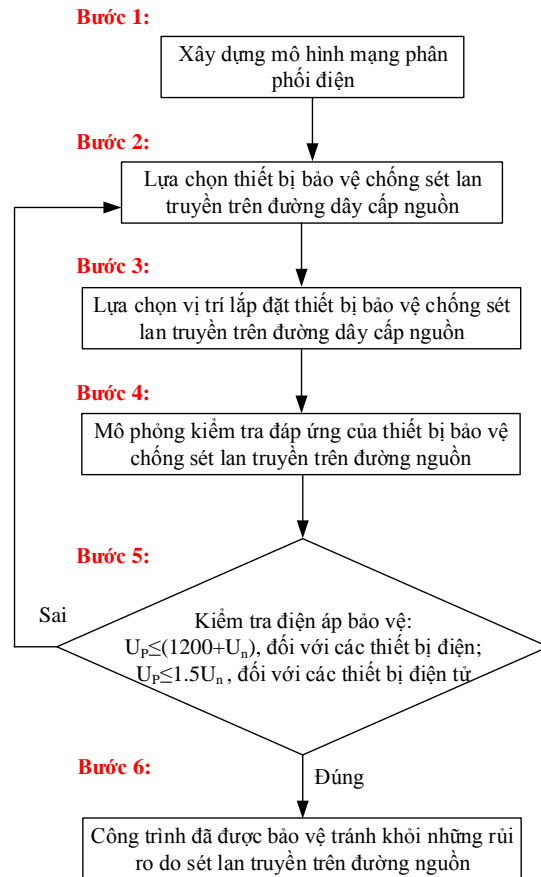 Bước 1:
Xây dựng mô hình mạng phân
phối điện
Bước 2:
Lựa chọn thiết bị bảo vệ chống sét lan
truyền trên đường dây cấp nguồn
Bước 3:
Lựa chọn vị trí lắp đặt thiết bị bảo vệ chống sét
lan truyền trên đường dây cấp nguồn
Bước 4:
Mô phỏng kiểm tra đáp ứng của thiết bị bảo vệ
chống sét lan truyền trên đường nguồn
Bước 5:
Sai
Kiểm tra điện áp bảo vệ:
U_P≤(1200+U_n), đối với các thiết bị điện;
U_P≤1.5U_n , đối với các thiết bị điện tử
Bước 6:
Đúng
Công trình đã được bảo vệ tránh khỏi những rủi
ro do sét lan truyền trên đường nguồn